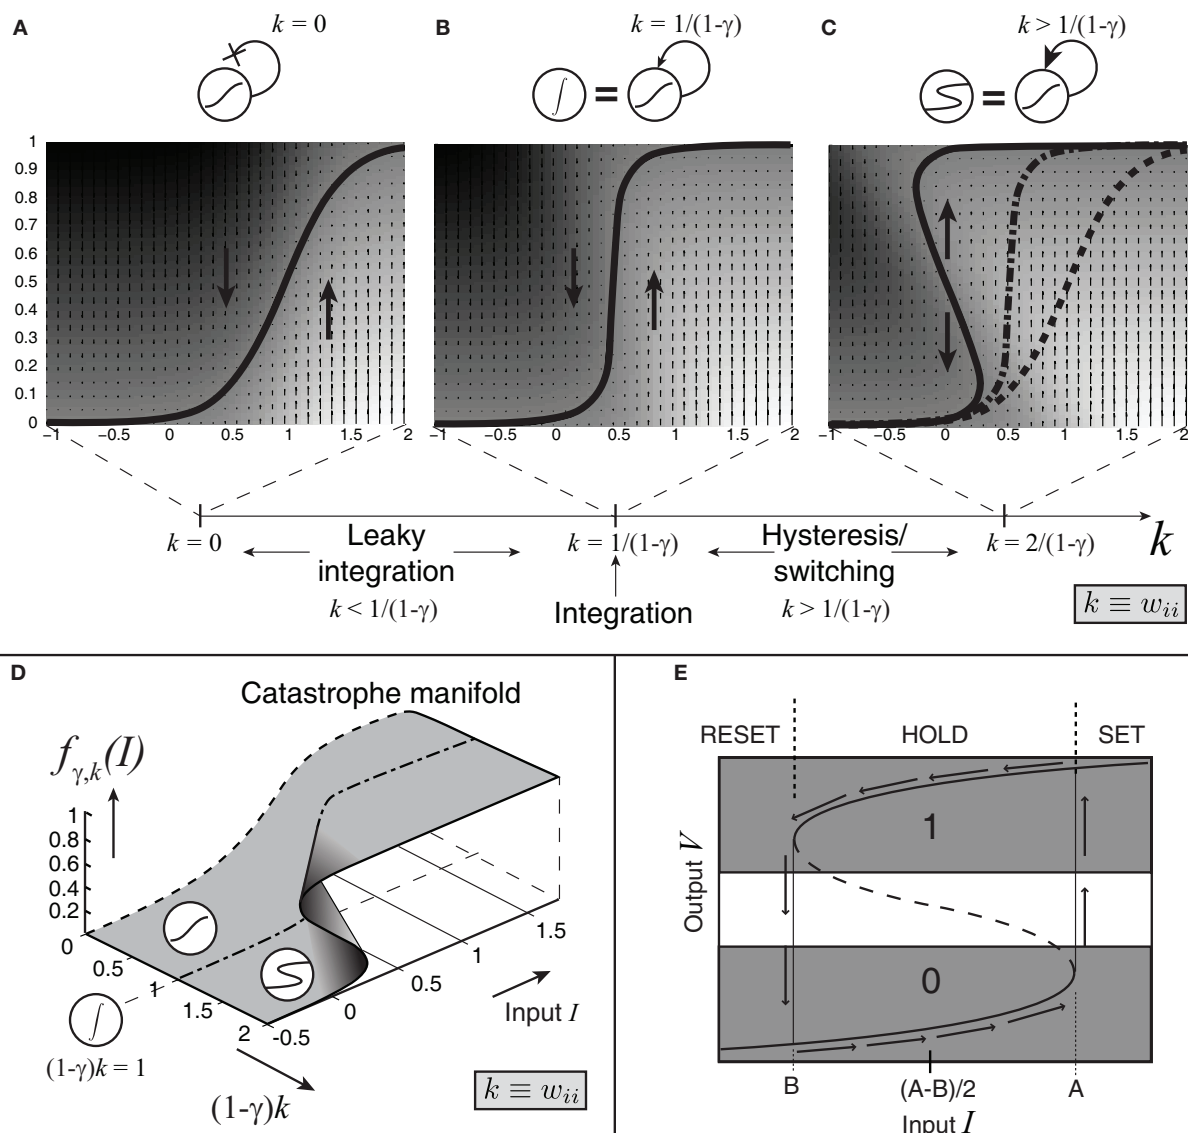 A
k = 0
B
k = 1/(1-γ)
C
k > 1/(1-γ)
∫ =
=
1
0.9
0.8
0.7
0.6
0.5
0.4
0.3
0.2
0.1
0
−1 −0.5 0 0.5 1 1.5 2
−1 −0.5 0 0.5 1 1.5 2
−1 −0.5 0 0.5 1 1.5 2
k = 0
Leaky
integration
k < 1/(1-γ)
k = 1/(1-γ)
Integration
Hysteresis/
switching
k > 1/(1-γ)
k = 2/(1-γ)
k
k ≡ w_{ii}
D
Catastrophe manifold
f_{γ,k}(I)
1
0.8
0.6
0.4
0.2
0
0.5
1
1.5
2
-0.5
0
0.5
1
1.5
Input I
∫
(1-γ)k = 1
(1-γ)k
k ≡ w_{ii}
E
RESET HOLD SET
1
0
Output V
B (A-B)/2 A
Input I